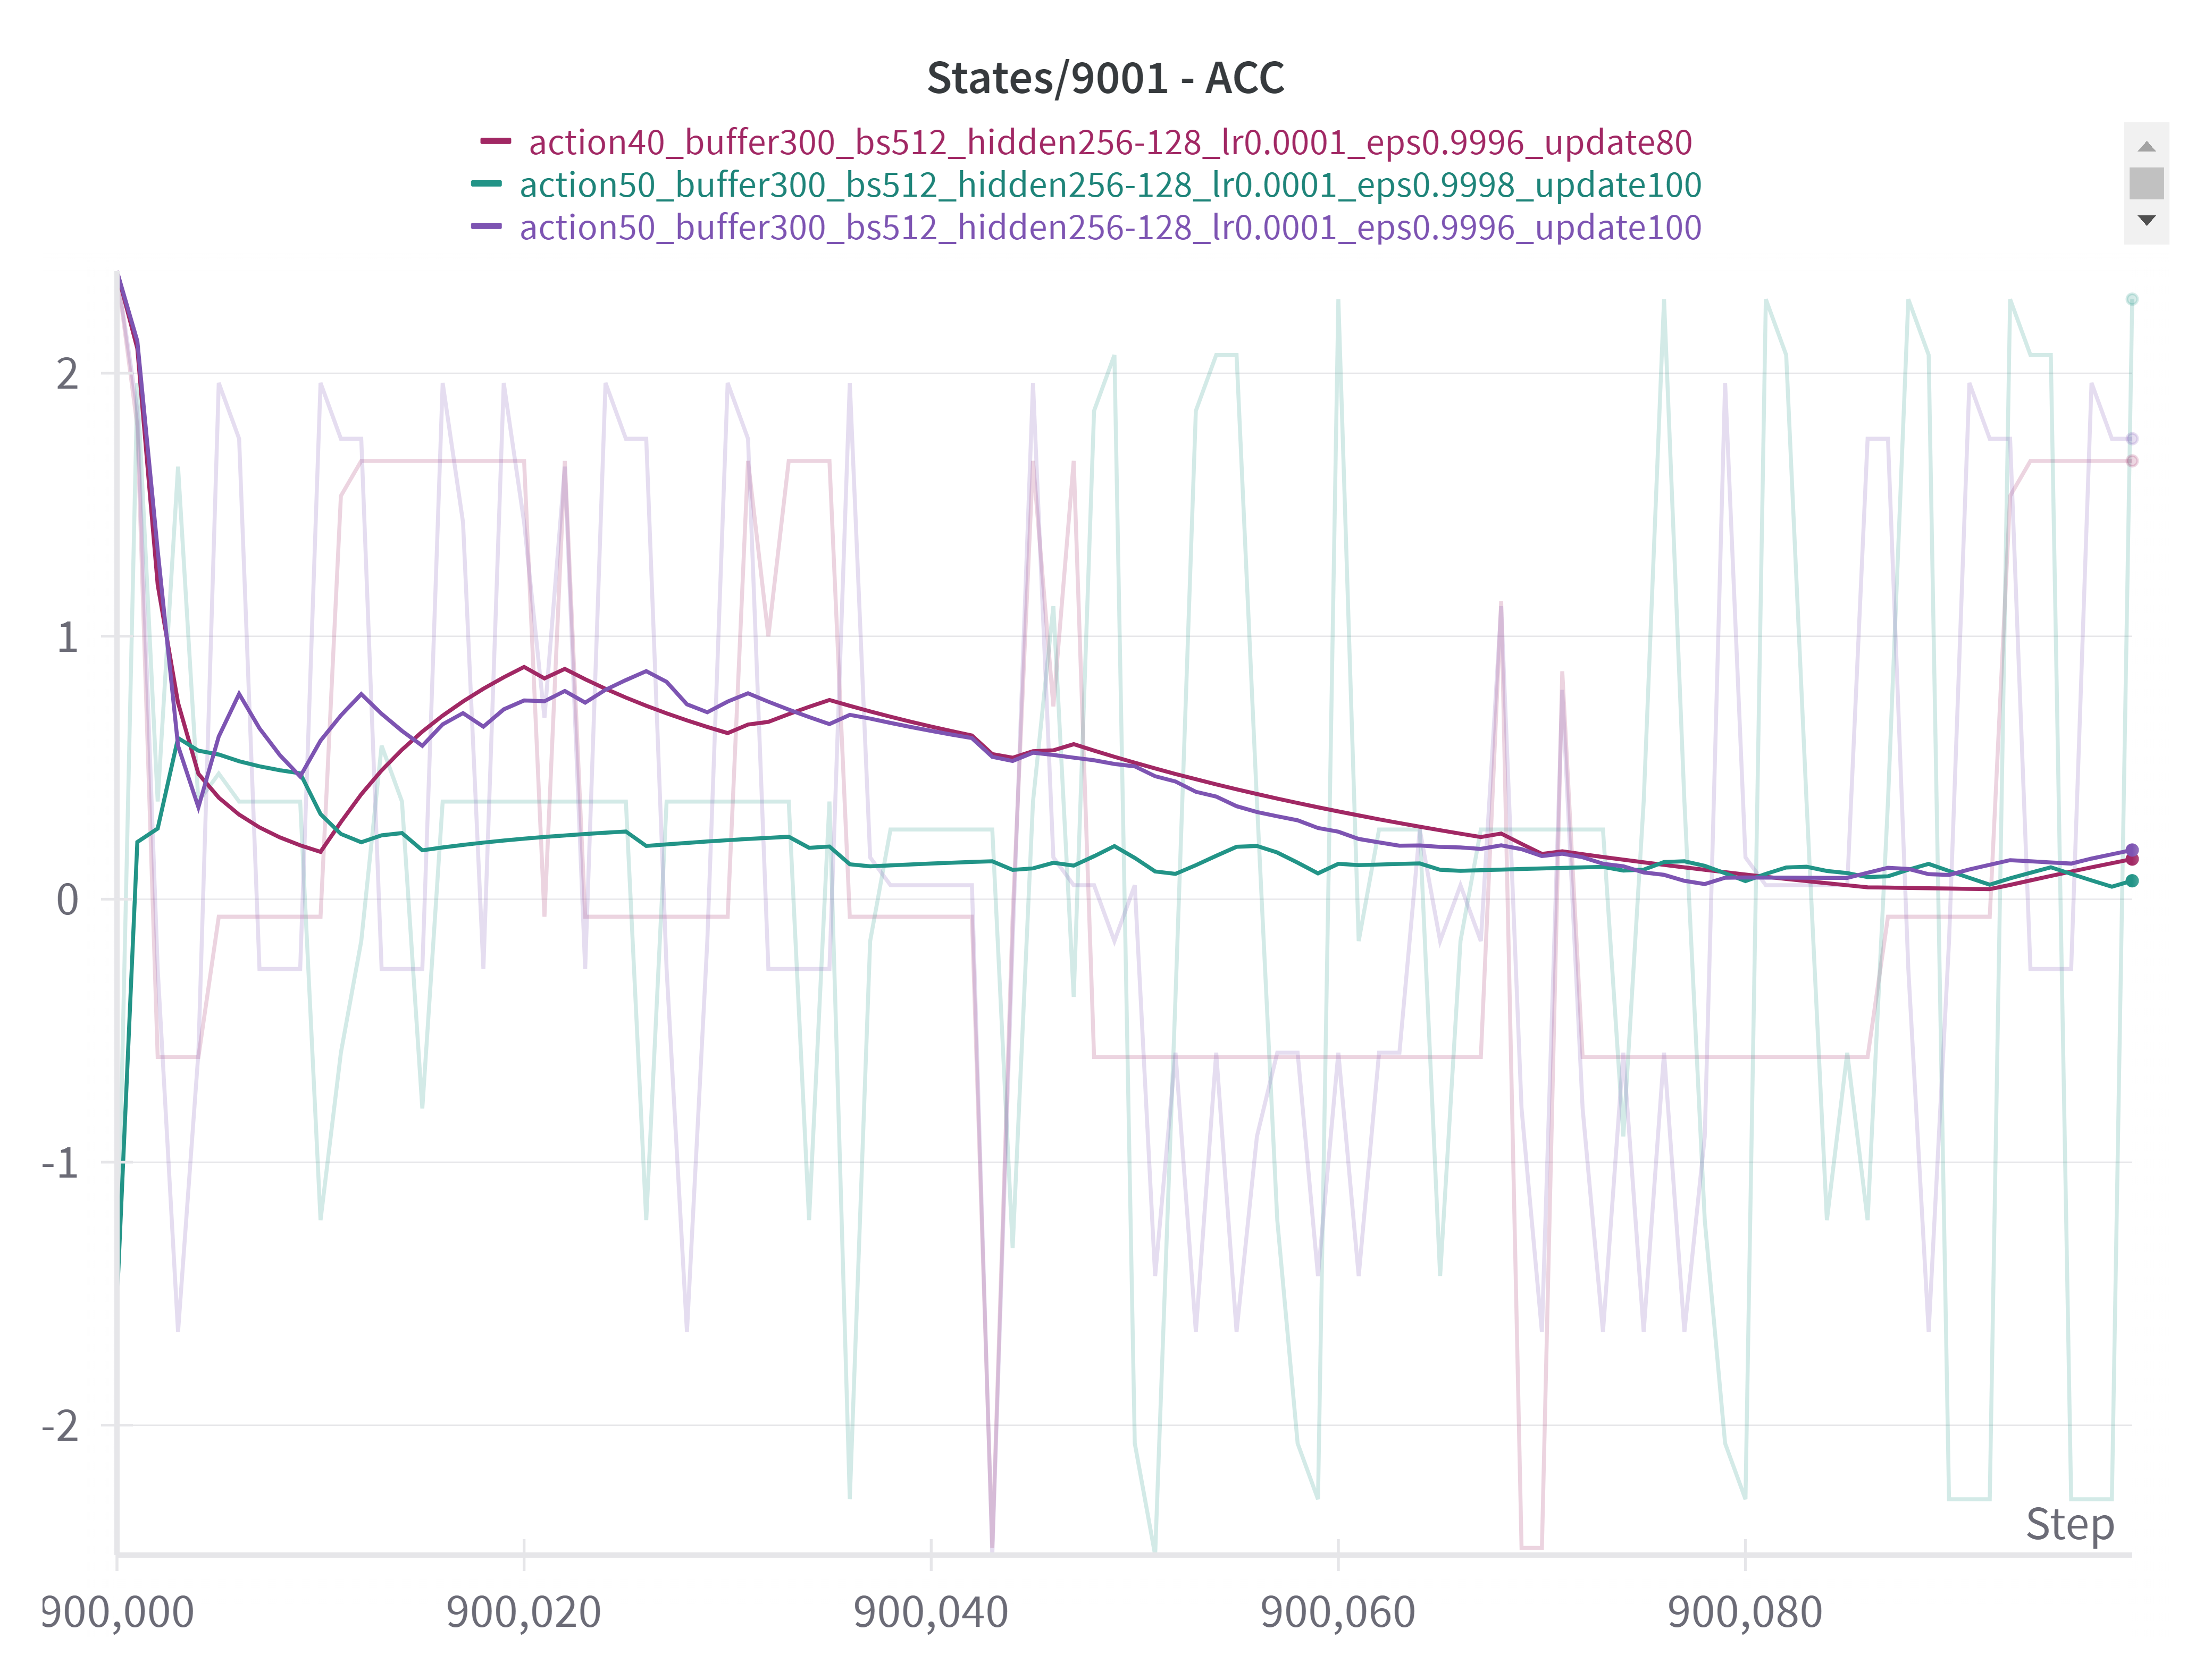 States/9001 - ACC
action40_buffer300_bs512_hidden256-128_lr0.0001_eps0.9996_update80
action50_buffer300_bs512_hidden256-128_lr0.0001_eps0.9998_update100
action50_buffer300_bs512_hidden256-128_lr0.0001_eps0.9996_update100
2
1
0
-1
-2
Step
900,000 900,020 900,040 900,060 900,080